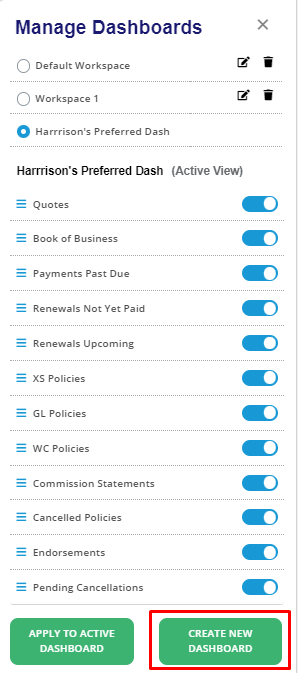 Manage Dashboards
Default Workspace
Workspace 1
Harrrison's Preferred Dash
Harrrison's Preferred Dash (Active View)
Quotes
Book of Business
Payments Past Due
Renewals Not Yet Paid
Renewals Upcoming
XS Policies
GL Policies
WC Policies
Commission Statements
Cancelled Policies
Endorsements
Pending Cancellations
APPLY TO ACTIVE
DASHBOARD
CREATE NEW
DASHBOARD